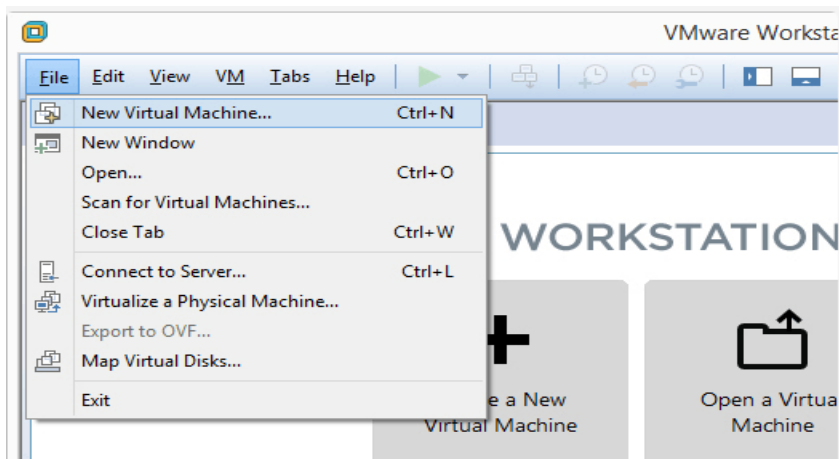 VMware Worksta
File Edit View VM Tabs Help
New Virtual Machine... Ctrl+N
New Window
Open... Ctrl+O
Scan for Virtual Machines...
Close Tab Ctrl+W
WORKSTATION
Connect to Server... Ctrl+L
Virtualize a Physical Machine...
Export to OVF...
Map Virtual Disks...
Exit
e a New
Virtual Machine
Open a Virtua
Machine